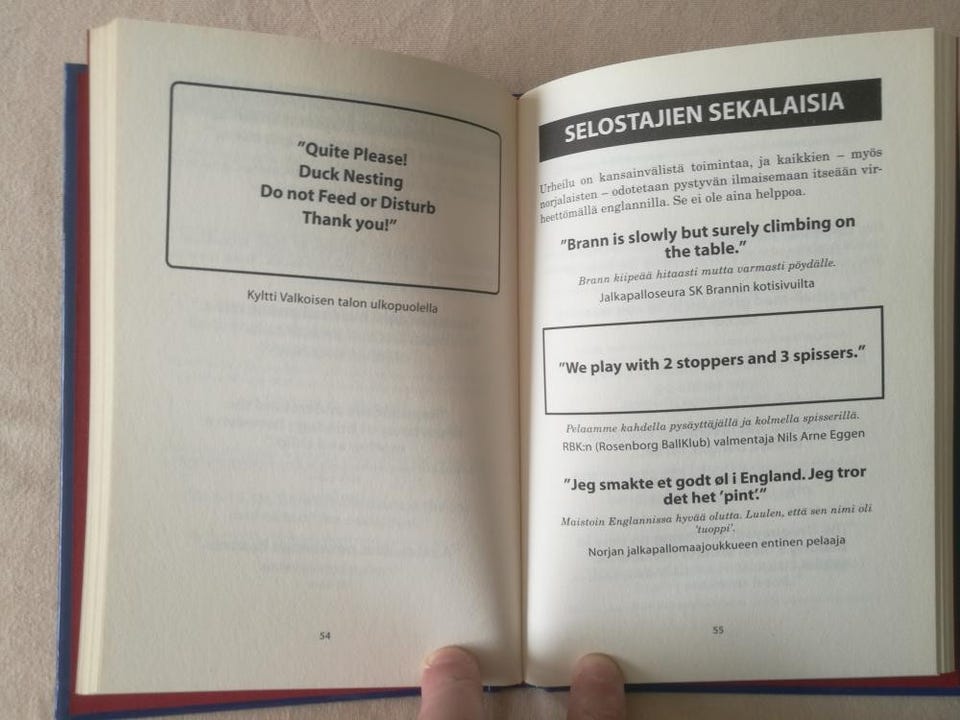 "Quite Please!
Duck Nesting
Do not Feed or Disturb
Thank you!"
Kyltti Valkoisen talon ulkopuolella
54
SELOSTAJIEN SEKALAISIA
Urheilu on kansainvälistä toimintaa, ja kaikkien – myös
norjalaisten – odotetaan pystyvän ilmaisemaan itseään vir-
heettömällä englannilla. Se ei ole aina helppoa.
"Brann is slowly but surely climbing on
the table."
Brann kiipeää hitaasti mutta varmasti pöydälle.
Jalkapalloseura SK Brannin kotisivuilta
"We play with 2 stoppers and 3 spissers."
Pelaamme kahdella pysäyttäjällä ja kolmella spisserillä.
RBK:n (Rosenborg BallKlub) valmentaja Nils Arne Eggen
"Jeg smakte et godt øl i England. Jeg tror
det het 'pint'."
Maistoin Englannissa hyvää olutta. Luulen, että sen nimi oli
'tuoppi'.
Norjan jalkapallomaajoukkueen entinen pelaaja
55